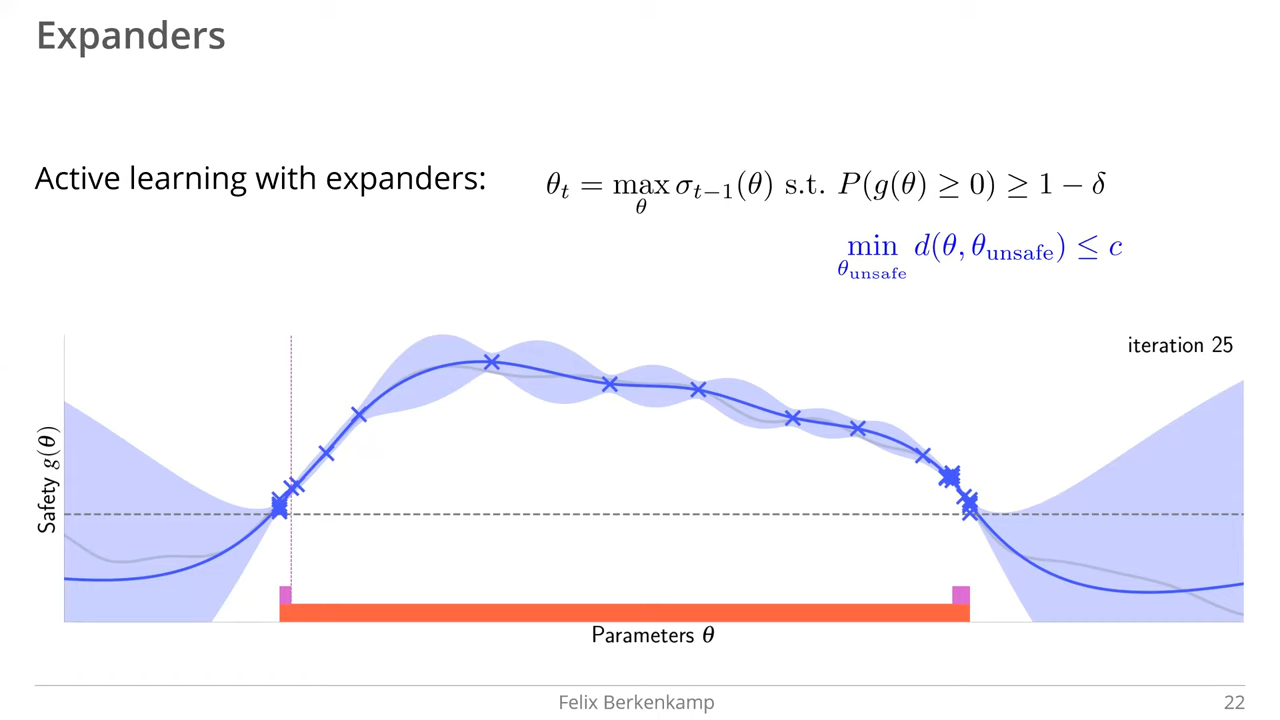 Expanders
Active learning with expanders:
θ_t = max_θ σ_{t−1}(θ) s.t. P(g(θ) ≥ 0) ≥ 1 − δ
min_{θ_unsafe} d(θ, θ_unsafe) ≤ c
iteration 25
Safety g(θ)
Parameters θ
Felix Berkenkamp
22